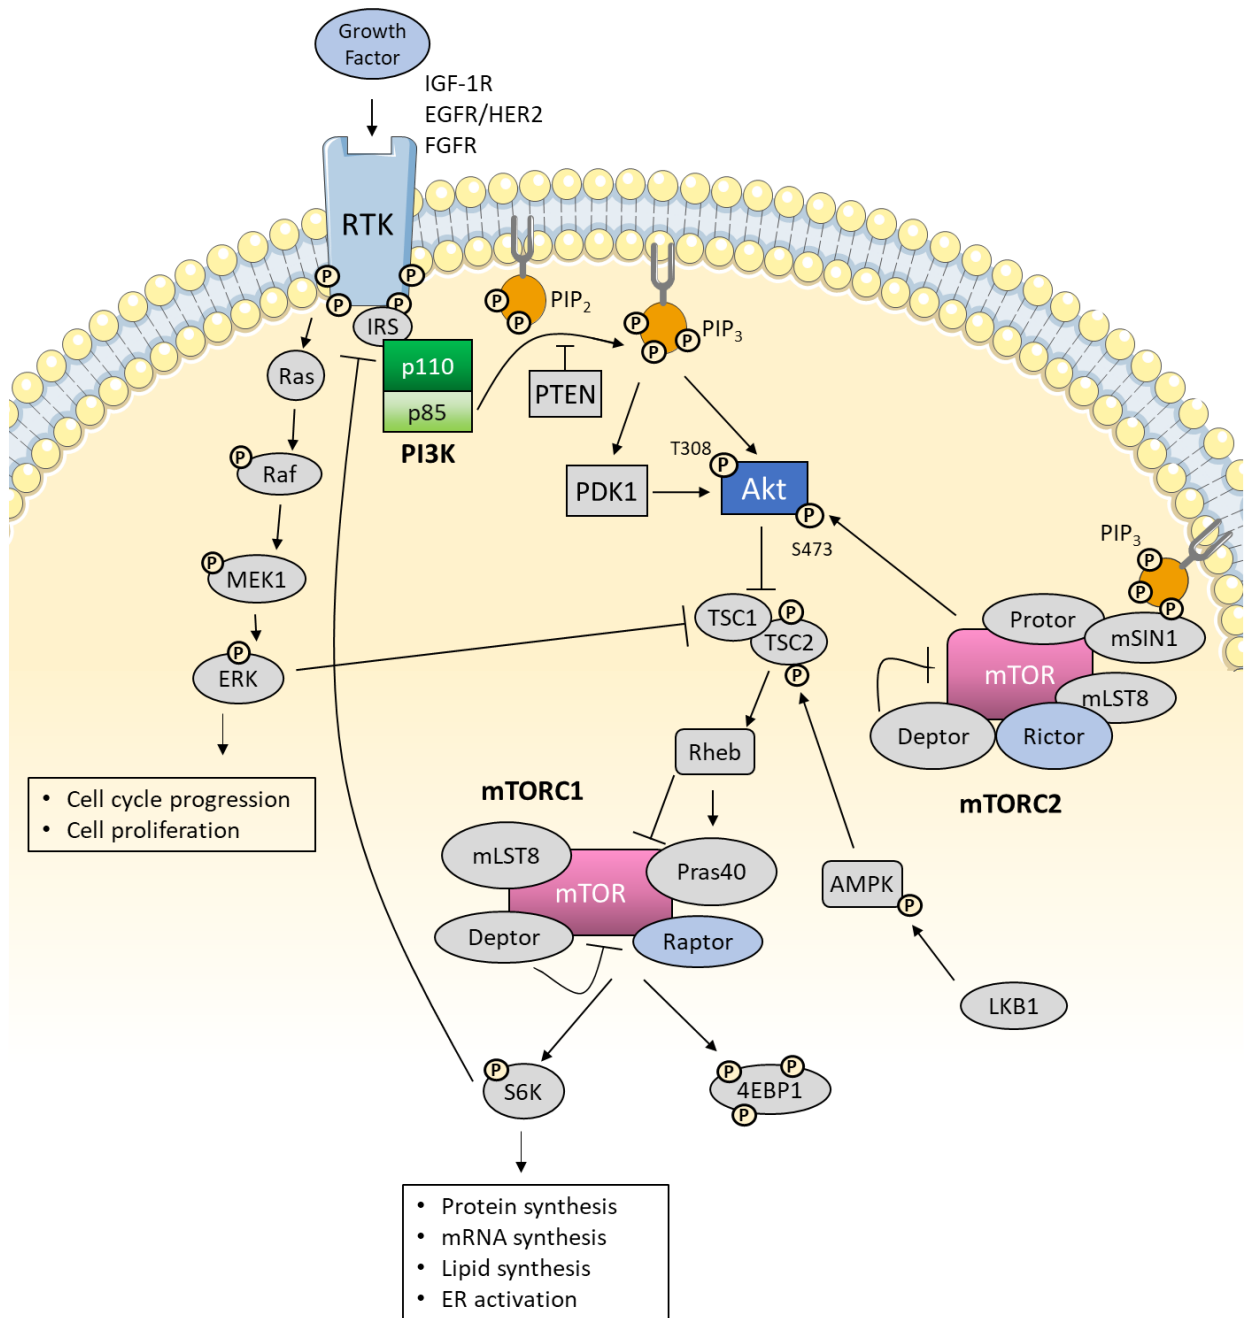 Growth
Factor
IGF-1R
EGFR/HER2
FGFR
RTK
P
P
P
P
IRS
p110
p85
PI3K
P
P
PIP2
P
P
P
PIP3
PTEN
Ras
P
Raf
P
MEK1
P
ERK
• Cell cycle progression
• Cell proliferation
PDK1
T308
P
Akt
P
S473
TSC1
P
TSC2
P
PIP3
P
P
P
Protor
mSIN1
mTOR
mLST8
Deptor
Rictor
mTORC2
Rheb
mTORC1
mLST8
Pras40
mTOR
Deptor
Raptor
AMPK
P
LKB1
P
S6K
P
P
4EBP1
P
• Protein synthesis
• mRNA synthesis
• Lipid synthesis
• ER activation